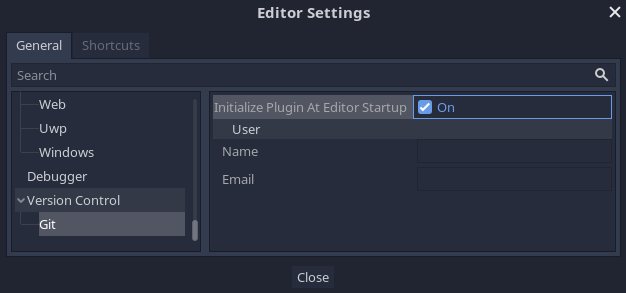 Editor Settings
General
Shortcuts
Search
Web
Uwp
Windows
Debugger
Version Control
Git
Initialize Plugin At Editor Startup
On
User
Name
Email
Close